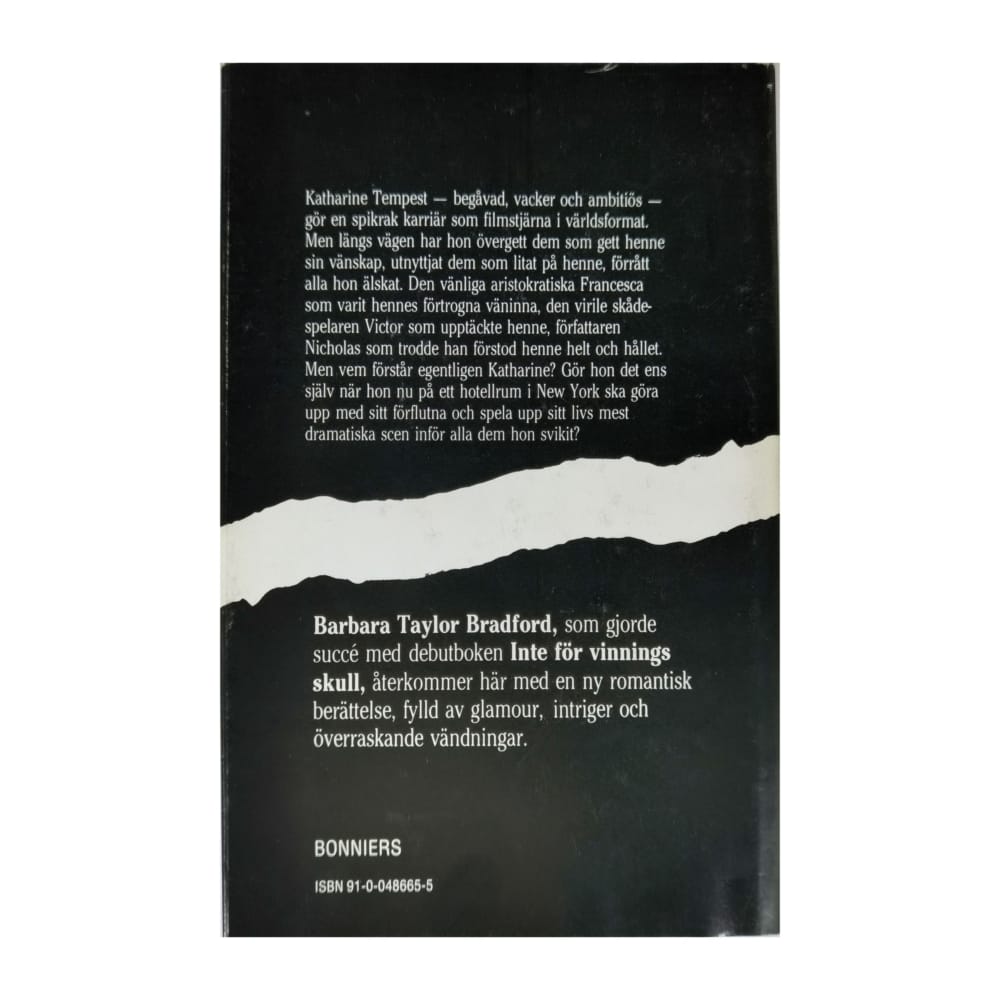 Katharine Tempest — begåvad, vacker och ambitiös —
gör en spikrak karriär som filmstjärna i världsformat.
Men längs vägen har hon övergett dem som gett henne
sin vänskap, utnyttjat dem som litat på henne, förrått
alla hon älskat. Den vänliga aristokratiska Francesca
som varit hennes förtrogna väninna, den virile skåde-
spelaren Victor som upptäckte henne, författaren
Nicholas som trodde han förstod henne helt och hållet.
Men vem förstår egentligen Katharine? Gör hon det ens
själv när hon nu på ett hotellrum i New York ska göra
upp med sitt förflutna och spela upp sitt livs mest
dramatiska scen inför alla dem hon svikit?
Barbara Taylor Bradford, som gjorde
succé med debutboken Inte för vinnings
skull, återkommer här med en ny romantisk
berättelse, fylld av glamour, intriger och
överraskande vändningar.
BONNIERS
ISBN 91-0-048665-5